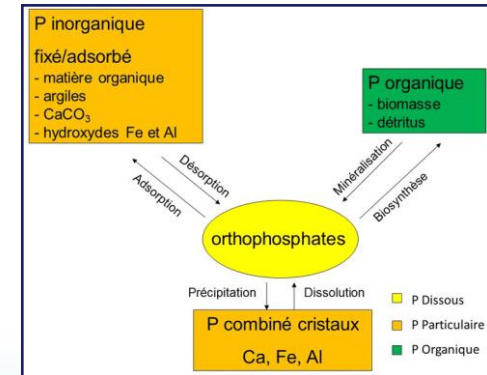 P inorganique
fixé/adsorbé
- matière organique
- argiles
- CaCO₃
- hydroxydes Fe et Al
P organique
- biomasse
- détritus
Désorption
Adsorption
Minéralisation
Biosynthèse
orthophosphates
Précipitation
Dissolution
P combiné cristaux
Ca, Fe, Al
P Dissous
P Particulaire
P Organique